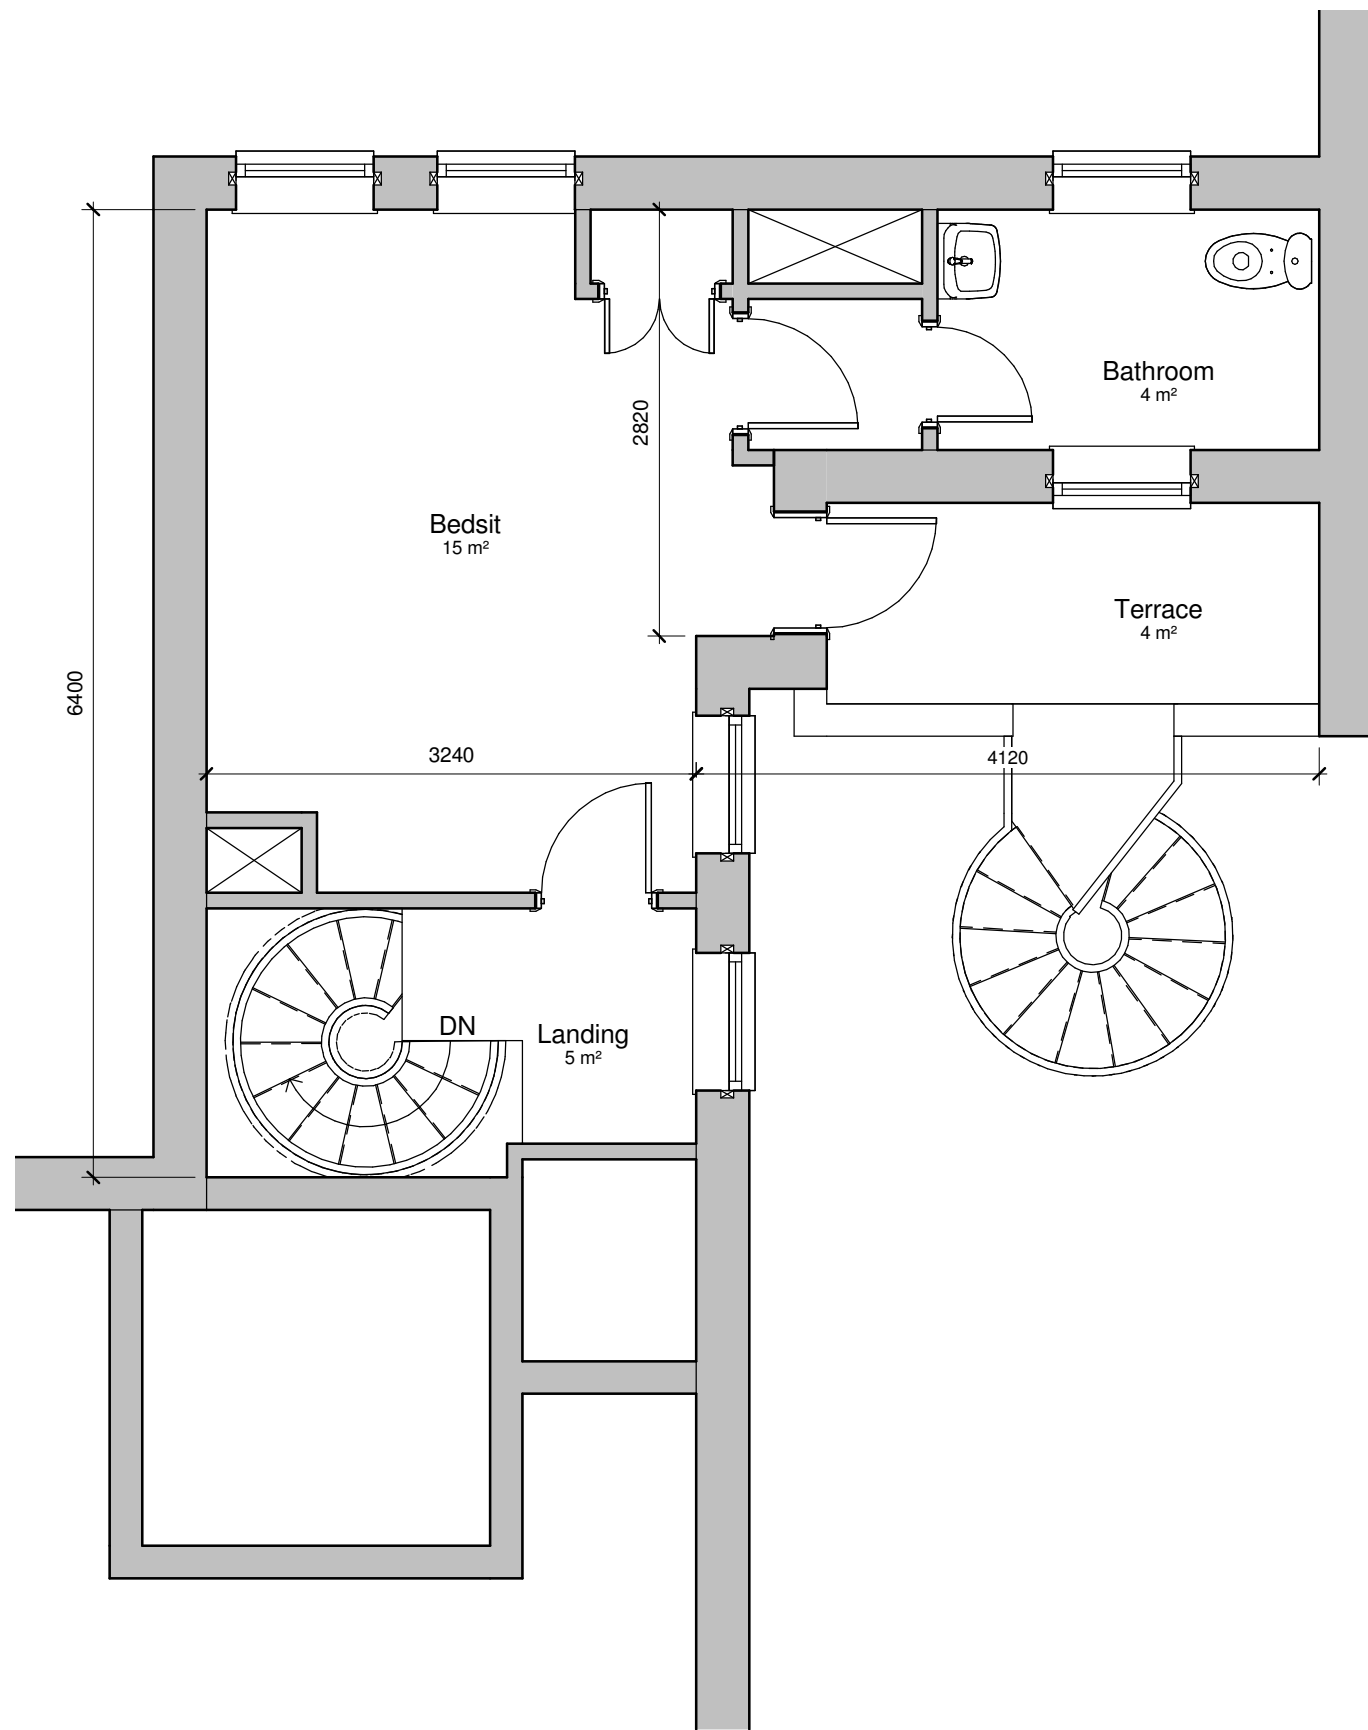 Bathroom
4 m²
2820
Bedsit
15 m²
Terrace
4 m²
6400
3240
4120
DN
Landing
5 m²